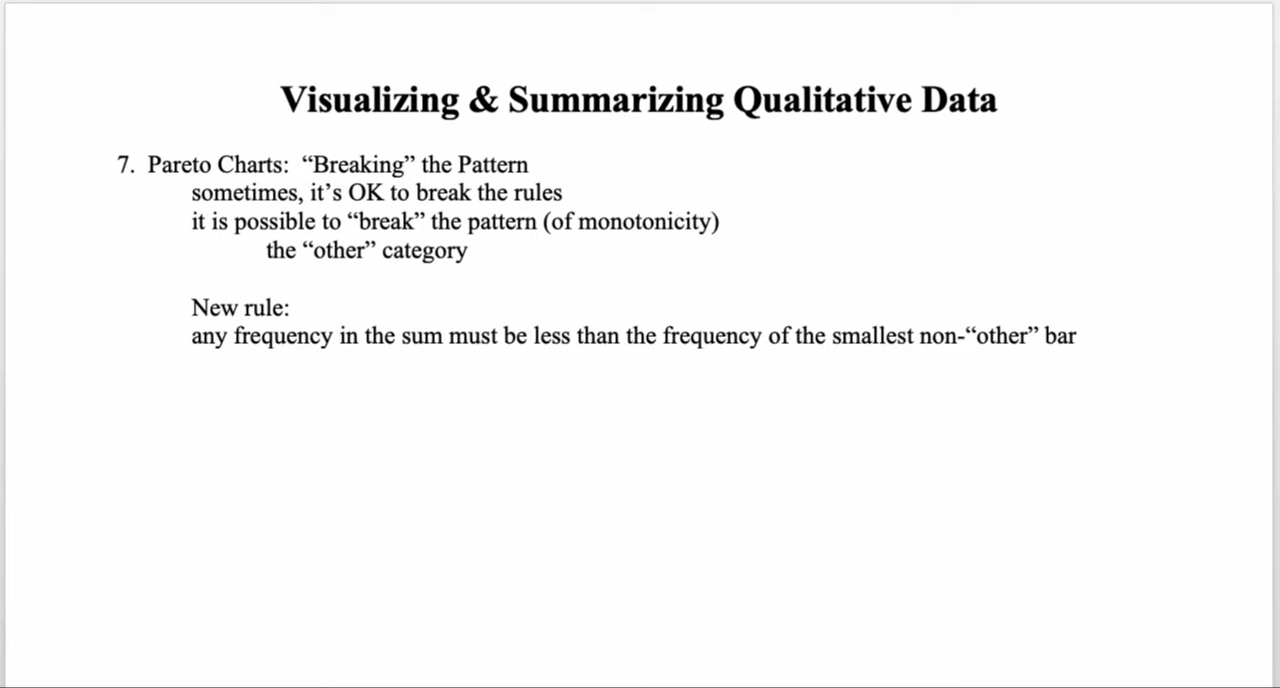 Visualizing & Summarizing Qualitative Data
7. Pareto Charts: “Breaking” the Pattern
sometimes, it’s OK to break the rules
it is possible to “break” the pattern (of monotonicity)
the “other” category
New rule:
any frequency in the sum must be less than the frequency of the smallest non-“other” bar